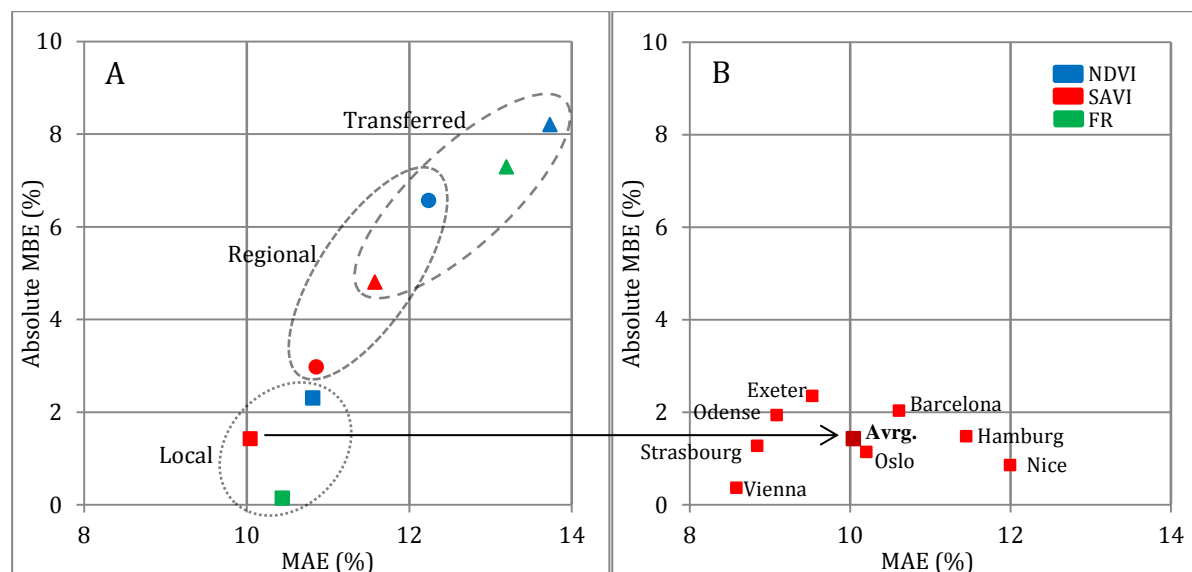 10
8
6
4
2
0
Absolute MBE (%)
A
Transferred
Regional
Local
8
10
12
14
MAE (%)
10
8
6
4
2
0
Absolute MBE (%)
B
NDVI
SAVI
FR
Exeter
Odense
Barcelona
Avrg.
Hamburg
Strasbourg
Oslo
Nice
Vienna
8
10
12
14
MAE (%)